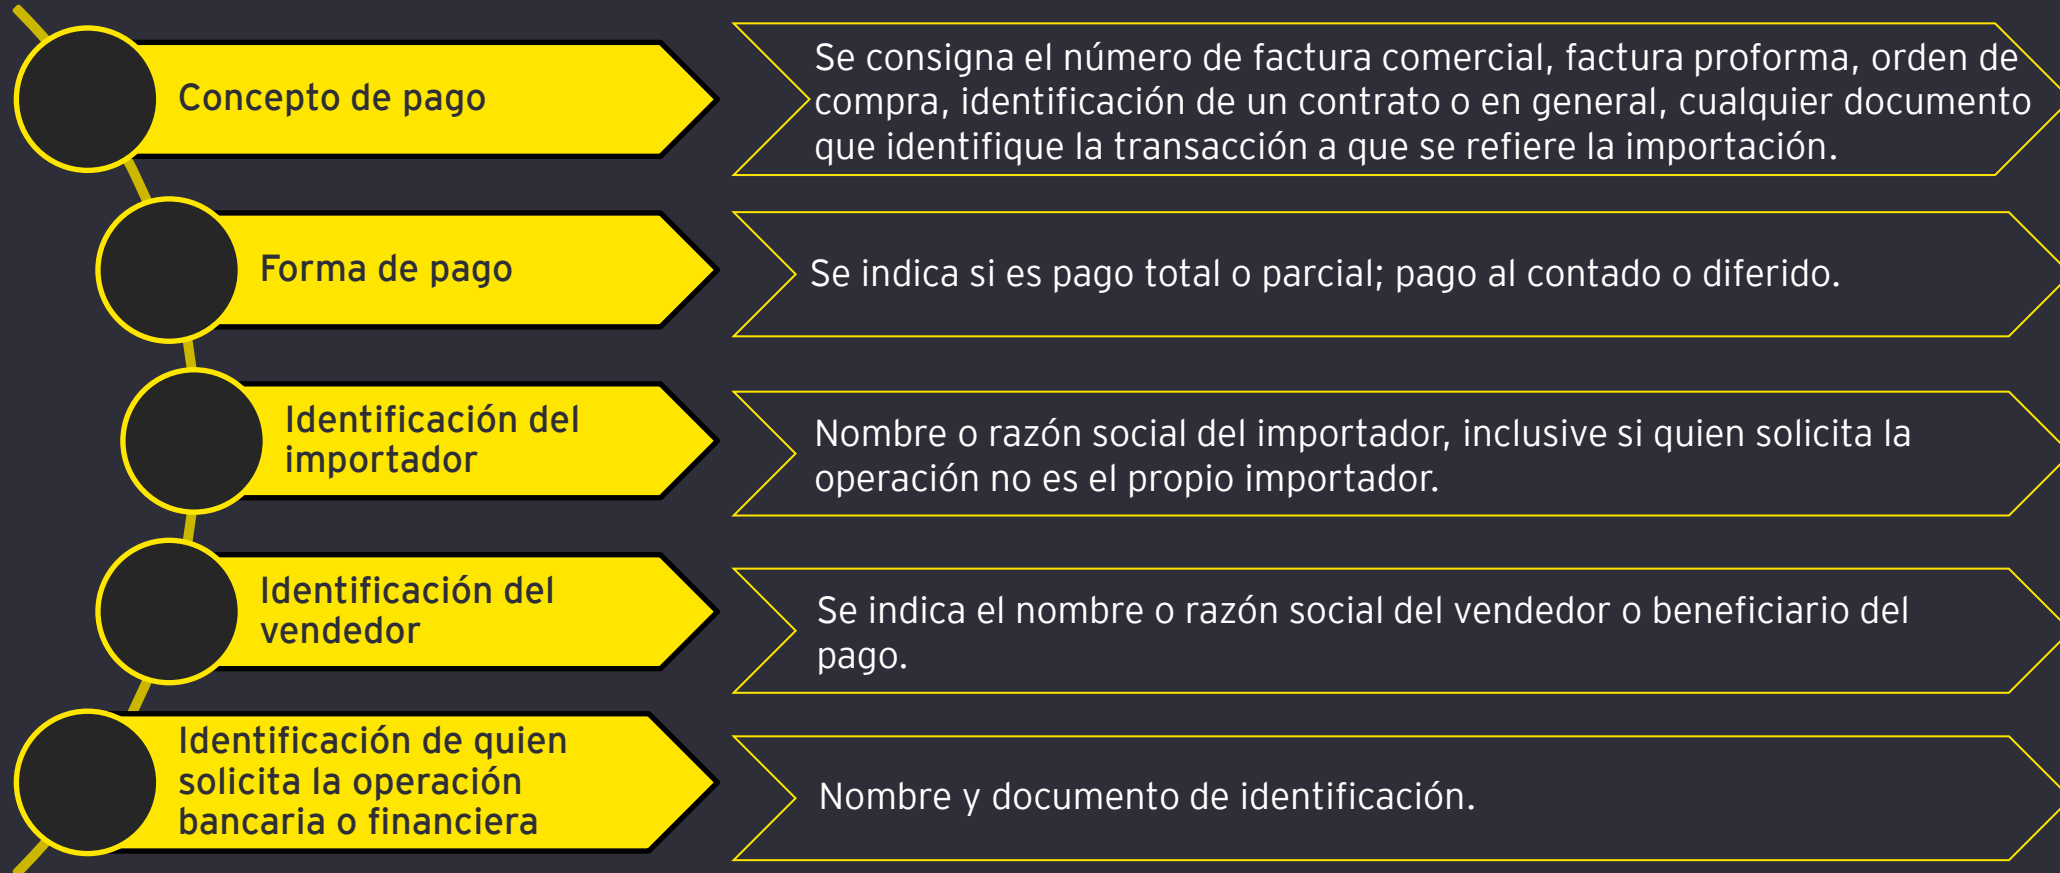 Concepto de pago
Se consigna el número de factura comercial, factura proforma, orden de
compra, identificación de un contrato o en general, cualquier documento
que identifique la transacción a que se refiere la importación.
Forma de pago
Se indica si es pago total o parcial; pago al contado o diferido.
Identificación del
importador
Nombre o razón social del importador, inclusive si quien solicita la
operación no es el propio importador.
Identificación del
vendedor
Se indica el nombre o razón social del vendedor o beneficiario del
pago.
Identificación de quien
solicita la operación
bancaria o financiera
Nombre y documento de identificación.